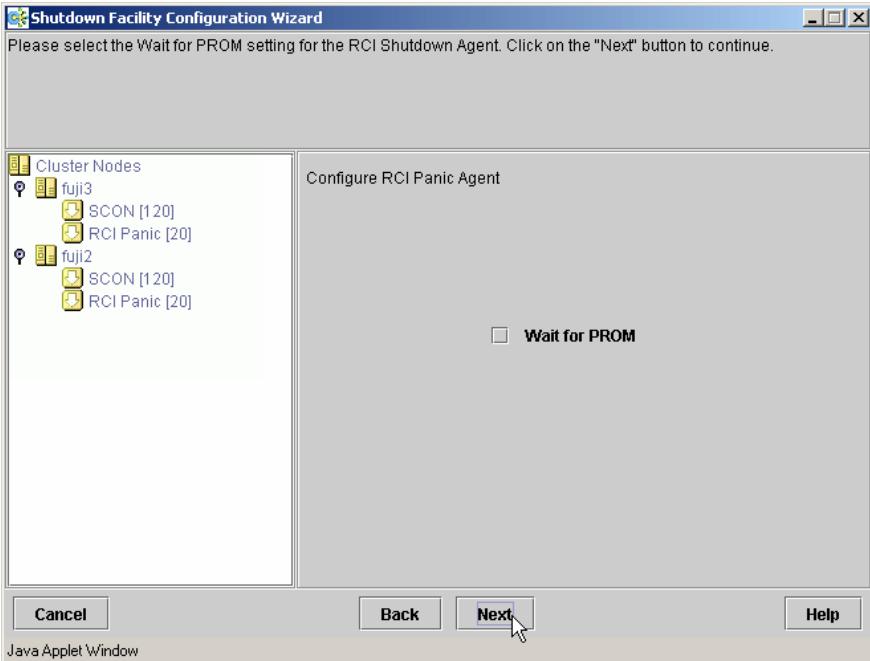 Shutdown Facility Configuration Wizard
Please select the Wait for PROM setting for the RCI Shutdown Agent. Click on the "Next" button to continue.
Cluster Nodes
fuji3
SCON [120]
RCI Panic [20]
fuji2
SCON [120]
RCI Panic [20]
Configure RCI Panic Agent
Wait for PROM
Cancel
Back
Next
Help
Java Applet Window